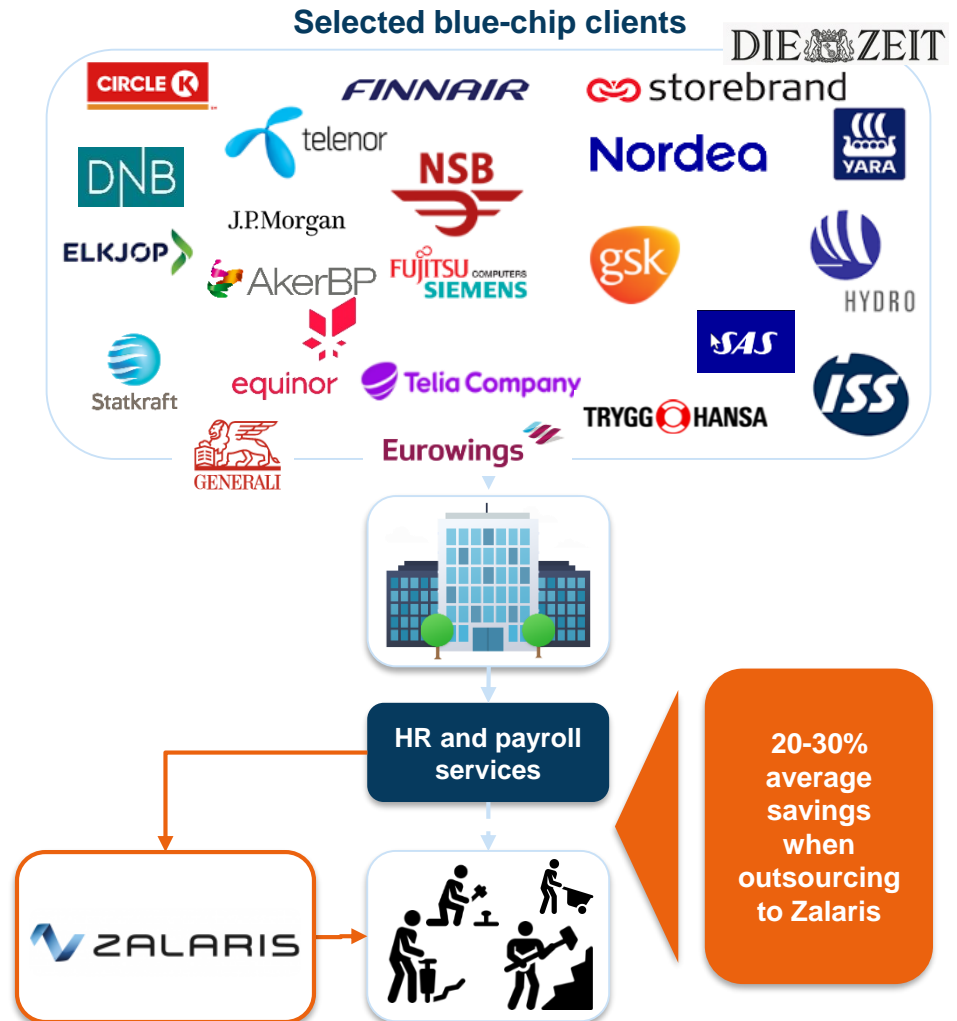 Selected blue-chip clients
DIE ZEIT
CIRCLE K
FINNAIR
storebrand
telenor
DNB
NSB
Nordea
YARA
J.P.Morgan
ELKJOP
AkerBP
FUJITSU COMPUTERS
SIEMENS
gsk
HYDRO
SAS
Statkraft
equinor
Telia Company
TRYGG HANSA
ISS
GENERALI
Eurowings
HR and payroll
services
20-30%
average
savings
when
outsourcing
to Zalaris
ZALARIS